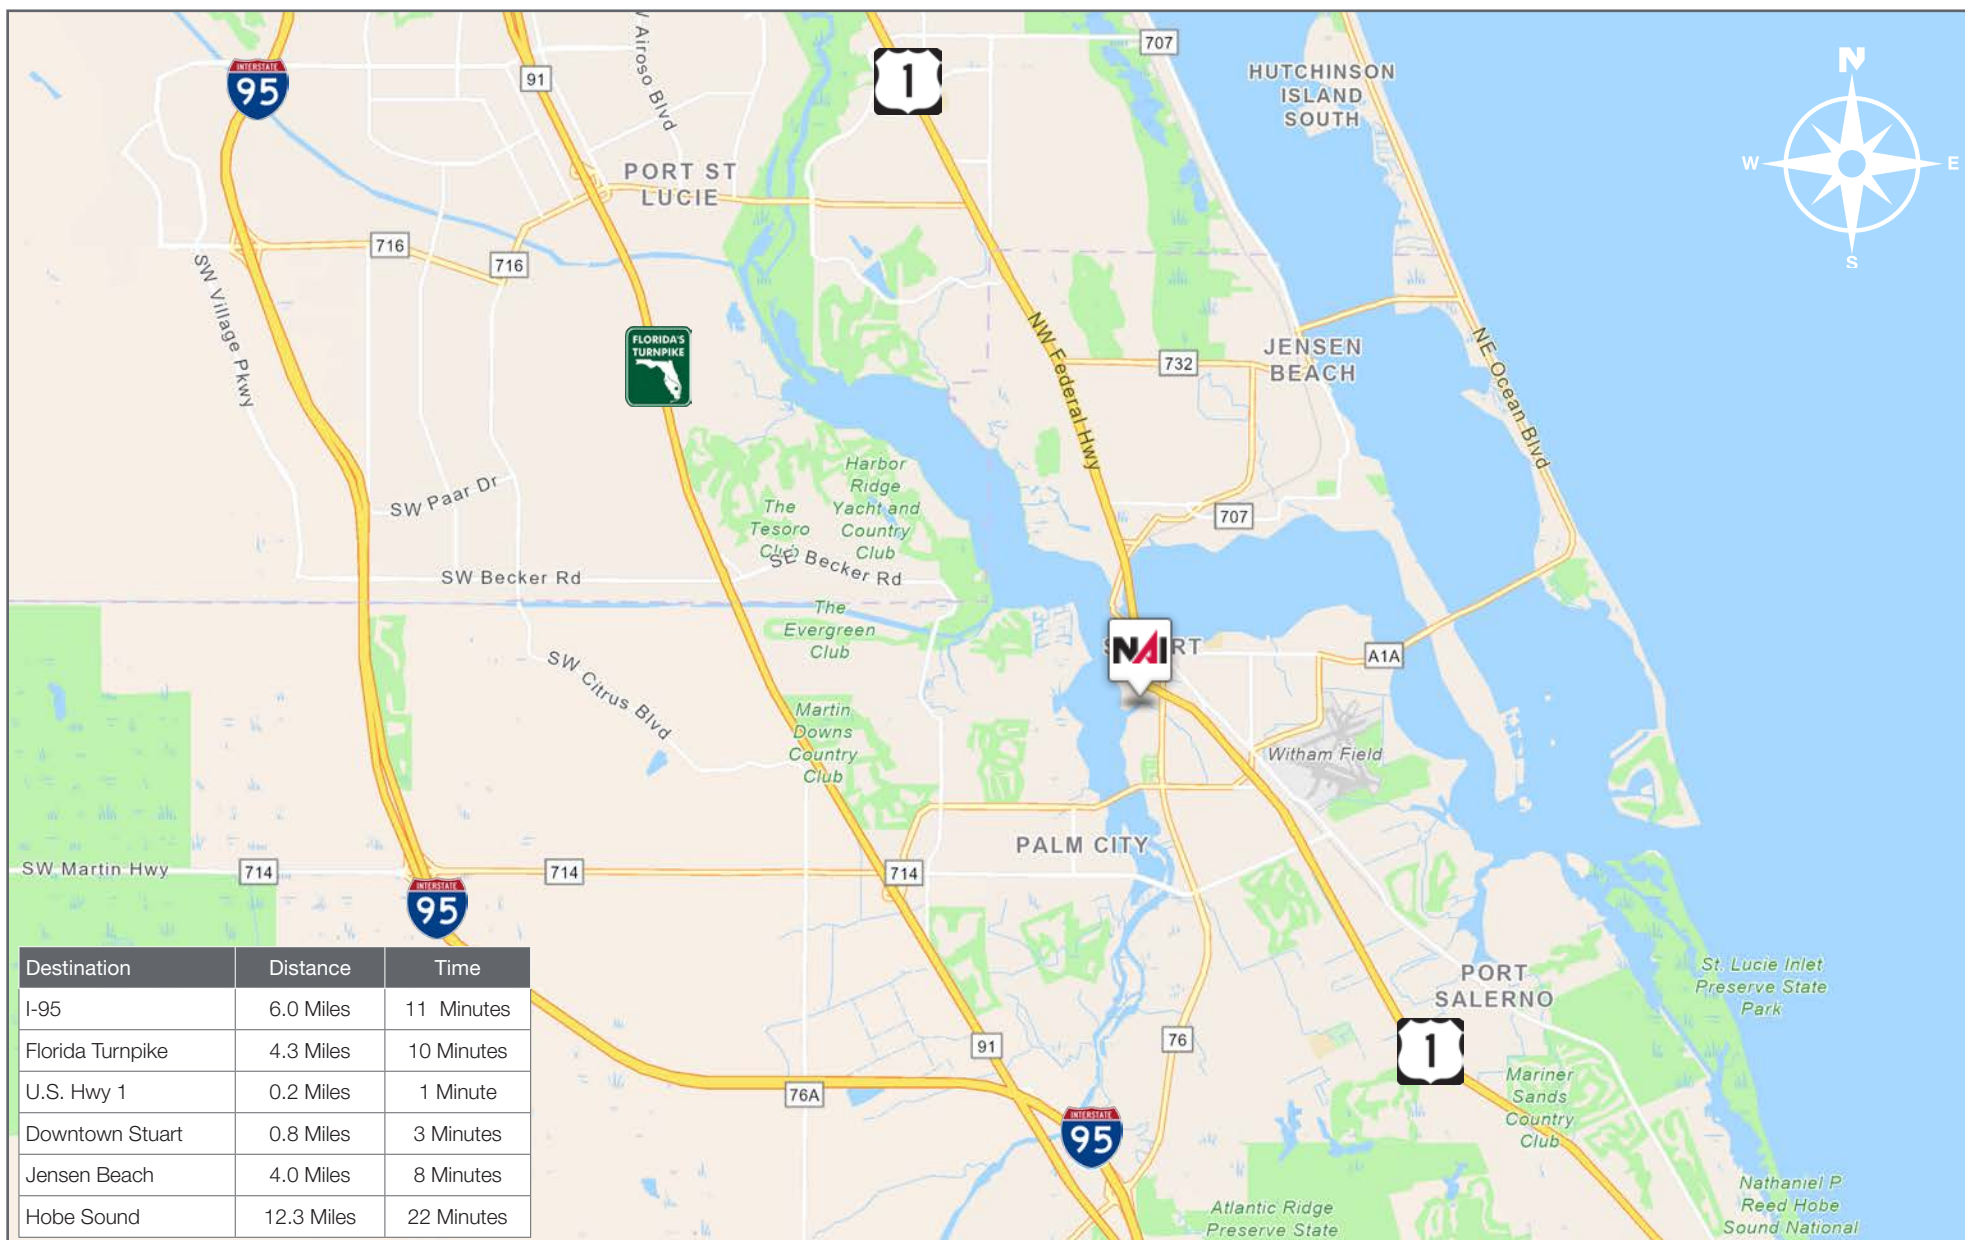 707
W Airoso Blvd
1
HUTCHINSON
ISLAND
SOUTH
N
W
E
S
INTERSTATE
95
91
PORT ST
LUCIE
716
716
SW Village Pkwy
FLORIDA'S
TURNPIKE
NW Federal Hwy
732
JENSEN
BEACH
NE Ocean Blvd
SW Paar Dr
Harbor
Ridge
Yacht and
Country
Club
The
Tesoro
Club
707
SW Becker Rd
SE Becker Rd
The
Evergreen
Club
NAI
RT
A1A
SW Citrus Blvd
Martin
Downs
Country
Club
Witham Field
PALM CITY
SW Martin Hwy
714
714
714
INTERSTATE
95
PORT
SALERNO
St. Lucie Inlet
Preserve State
Park
91
76
1
76A
Mariner
Sands
Country
Club
INTERSTATE
95
Atlantic Ridge
Preserve State
Nathaniel P
Reed Hobe
Sound National
Destination Distance Time
I-95 6.0 Miles 11 Minutes
Florida Turnpike 4.3 Miles 10 Minutes
U.S. Hwy 1 0.2 Miles 1 Minute
Downtown Stuart 0.8 Miles 3 Minutes
Jensen Beach 4.0 Miles 8 Minutes
Hobe Sound 12.3 Miles 22 Minutes